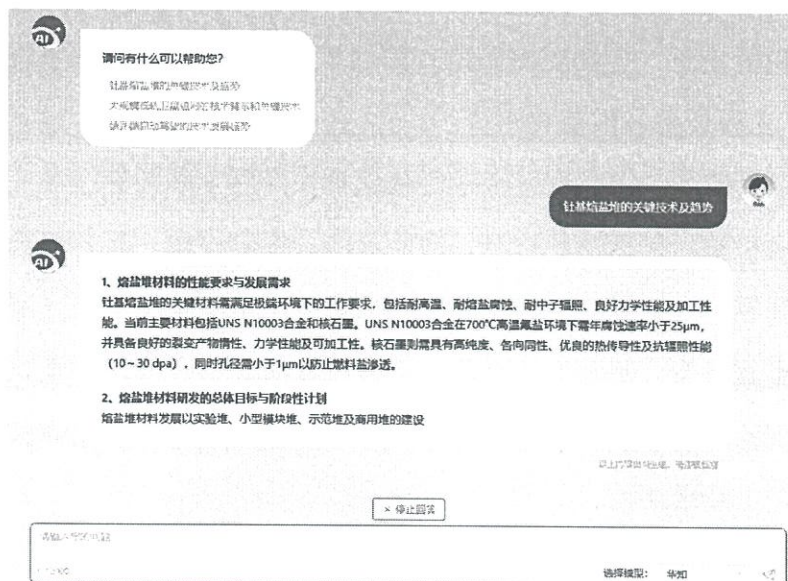 AI
请问有什么可以帮助您?
钍基熔盐堆的关键技术及趋势
钍基熔盐堆的关键技术及趋势
AI
1、熔盐堆材料的性能要求与发展需求
钍基熔盐堆的关键材料需满足极端环境下的工作要求,包括耐高温、耐熔盐腐蚀、耐中子辐照、良好力学性能及加工性
能。当前主要材料包括UNS N10003合金和核石墨。UNS N10003合金在700℃高温氟盐环境下需年腐蚀速率小于25μm,
并具备良好的裂变产物惰性、力学性能及可加工性。核石墨则需具有高纯度、各向同性、优良的热传导性及抗辐照性能
(10~30 dpa),同时孔径需小于1μm以防止燃料盐渗透。
2、熔盐堆材料研发的总体目标与阶段性计划
熔盐堆材料发展以实验堆、小型模块堆、示范堆及商用堆的建设
× 停止回答
选择模型: 华知